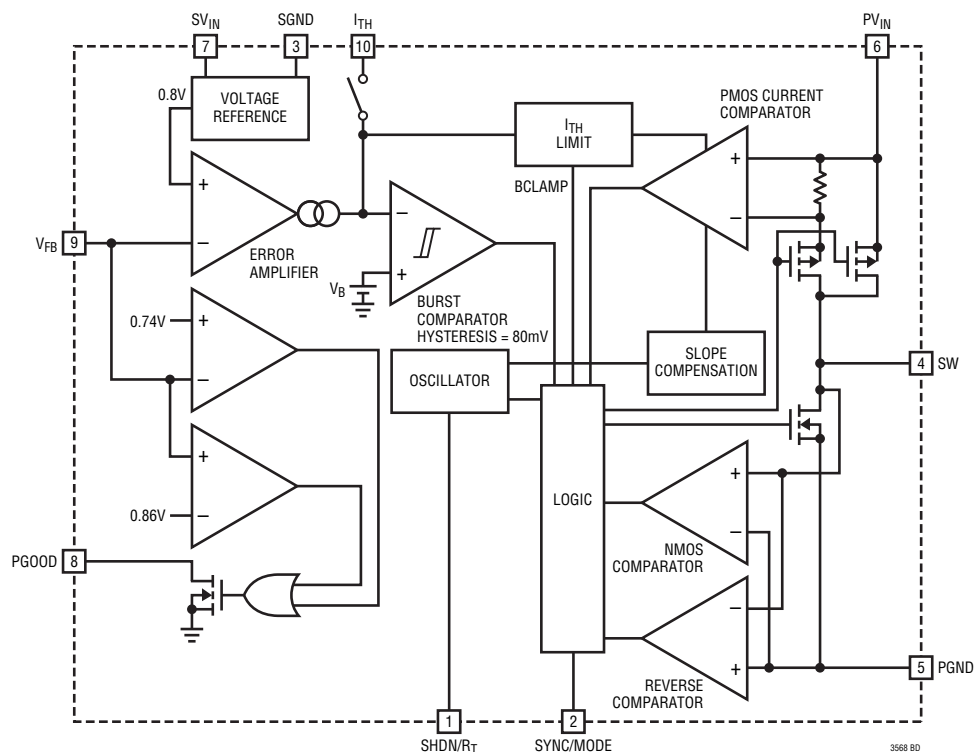 SVIN
SGND
ITH
PVIN
7
3
10
6
0.8V
VOLTAGE
REFERENCE
PMOS CURRENT
COMPARATOR
ITH
LIMIT
BCLAMP
+
−
+
−
VFB
9
ERROR
AMPLIFIER
−
+
VB
BURST
COMPARATOR
HYSTERESIS = 80mV
0.74V
+
−
OSCILLATOR
SLOPE
COMPENSATION
4
SW
+
0.86V
−
LOGIC
+
−
NMOS
COMPARATOR
PGOOD
8
−
+
REVERSE
COMPARATOR
5
PGND
1
2
SHDN/RT
SYNC/MODE
3568 BD